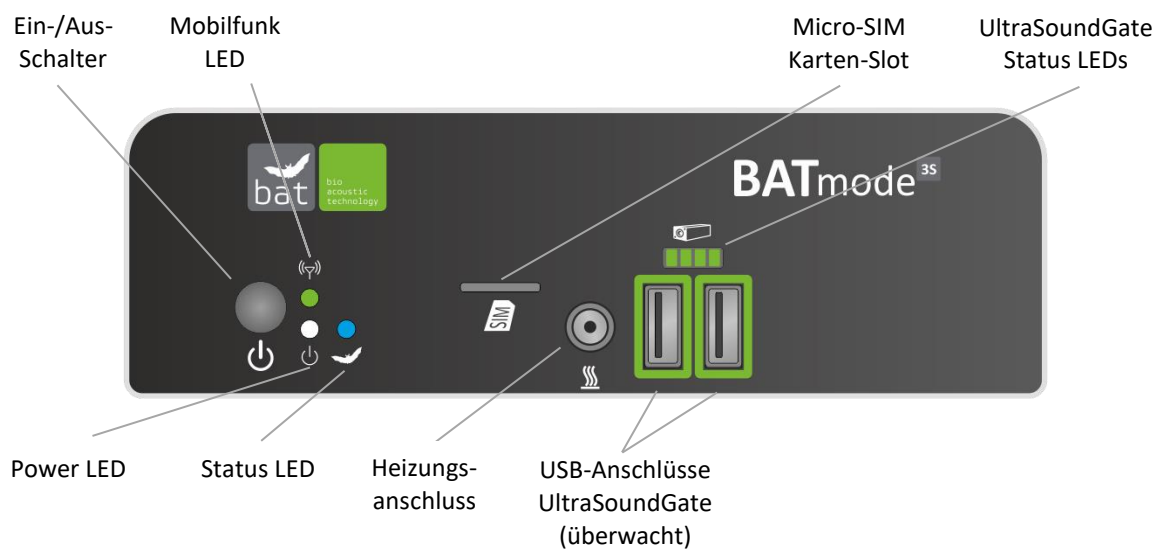 Ein-/Aus-
Schalter
Mobilfunk
LED
Micro-SIM
Karten-Slot
UltraSoundGate
Status LEDs
bat
bio
acoustic
technology
BATmode 3S
SIM
Power LED
Status LED
Heizungs-
anschluss
USB-Anschlüsse
UltraSoundGate
(überwacht)